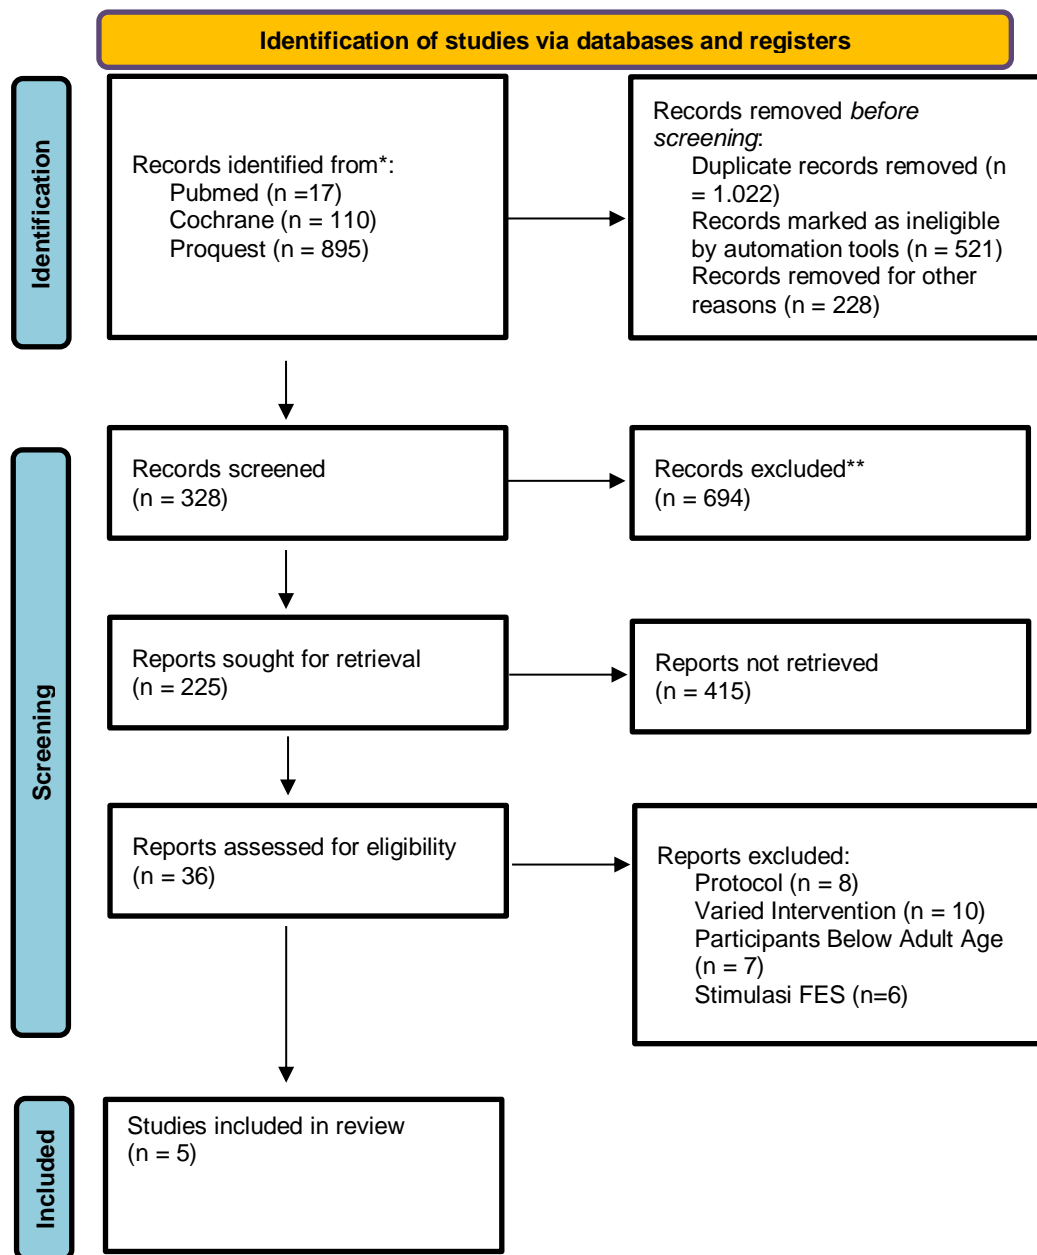 Identification of studies via databases and registers
Identification
Records identified from*:
Pubmed (n =17)
Cochrane (n = 110)
Proquest (n = 895)
Records removed before
screening:
Duplicate records removed (n
= 1.022)
Records marked as ineligible
by automation tools (n = 521)
Records removed for other
reasons (n = 228)
Screening
Records screened
(n = 328)
Records excluded**
(n = 694)
Reports sought for retrieval
(n = 225)
Reports not retrieved
(n = 415)
Reports assessed for eligibility
(n = 36)
Reports excluded:
Protocol (n = 8)
Varied Intervention (n = 10)
Participants Below Adult Age
(n = 7)
Stimulasi FES (n=6)
Included
Studies included in review
(n = 5)